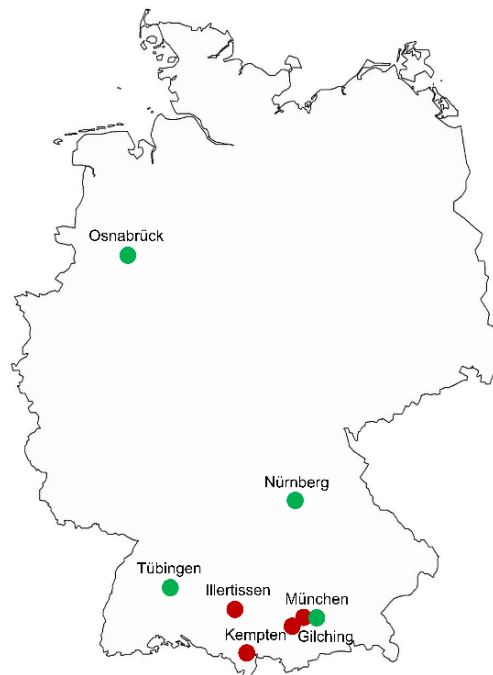 Osnabrück
Nürnberg
Tübingen
Illertissen
München
Kempten
Gilching